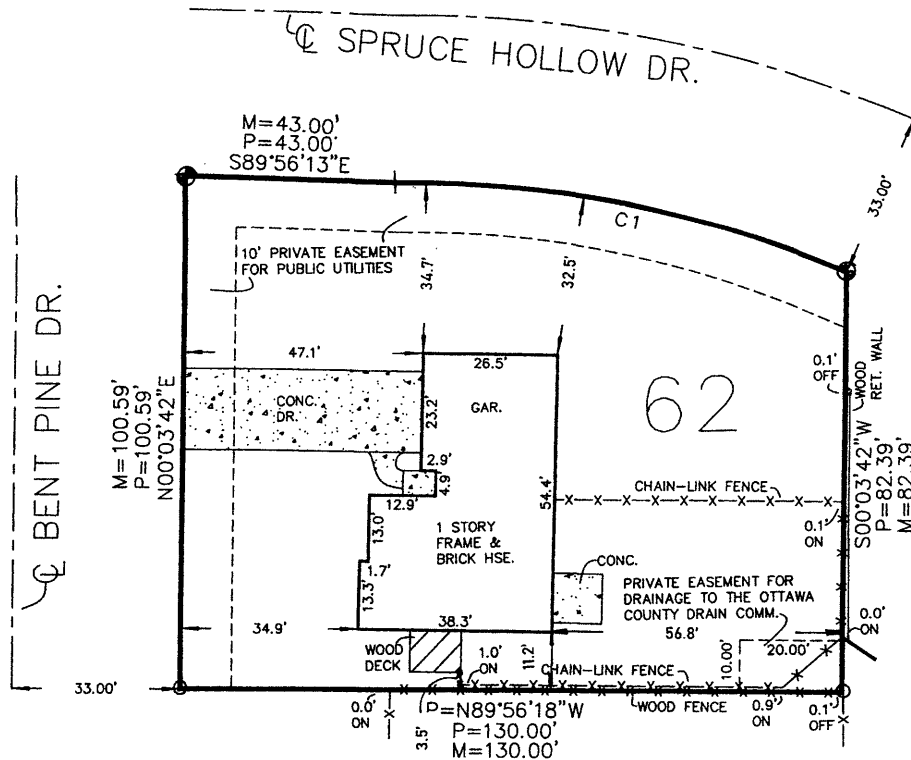 ℄ SPRUCE HOLLOW DR.
M=43.00'
P=43.00'
S89°56'13"E
33.00'
C1
10' PRIVATE EASEMENT
FOR PUBLIC UTILITIES
34.7'
32.5'
℄ BENT PINE DR.
M=100.59'
P=100.59'
N00°03'42"E
47.1'
26.5'
CONC.
DR.
23.2'
GAR.
62
0.1'
OFF
WOOD
RET. WALL
S00°03'42"W
P=82.39'
M=82.39'
2.9'
4.9'
12.9'
54.4'
CHAIN-LINK FENCE
0.1'
ON
13.0'
1 STORY
FRAME &
BRICK HSE.
1.7'
13.3'
CONC.
PRIVATE EASEMENT FOR
DRAINAGE TO THE OTTAWA
COUNTY DRAIN COMM.
0.0'
ON
34.9'
38.3'
56.8'
WOOD
DECK
1.0'
ON
11.2'
CHAIN-LINK FENCE
10.00'
20.00'
33.00'
0.0'
ON
3.5'
P=N89°56'18"W
P=130.00'
M=130.00'
WOOD FENCE
0.9'
ON
0.1'
OFF